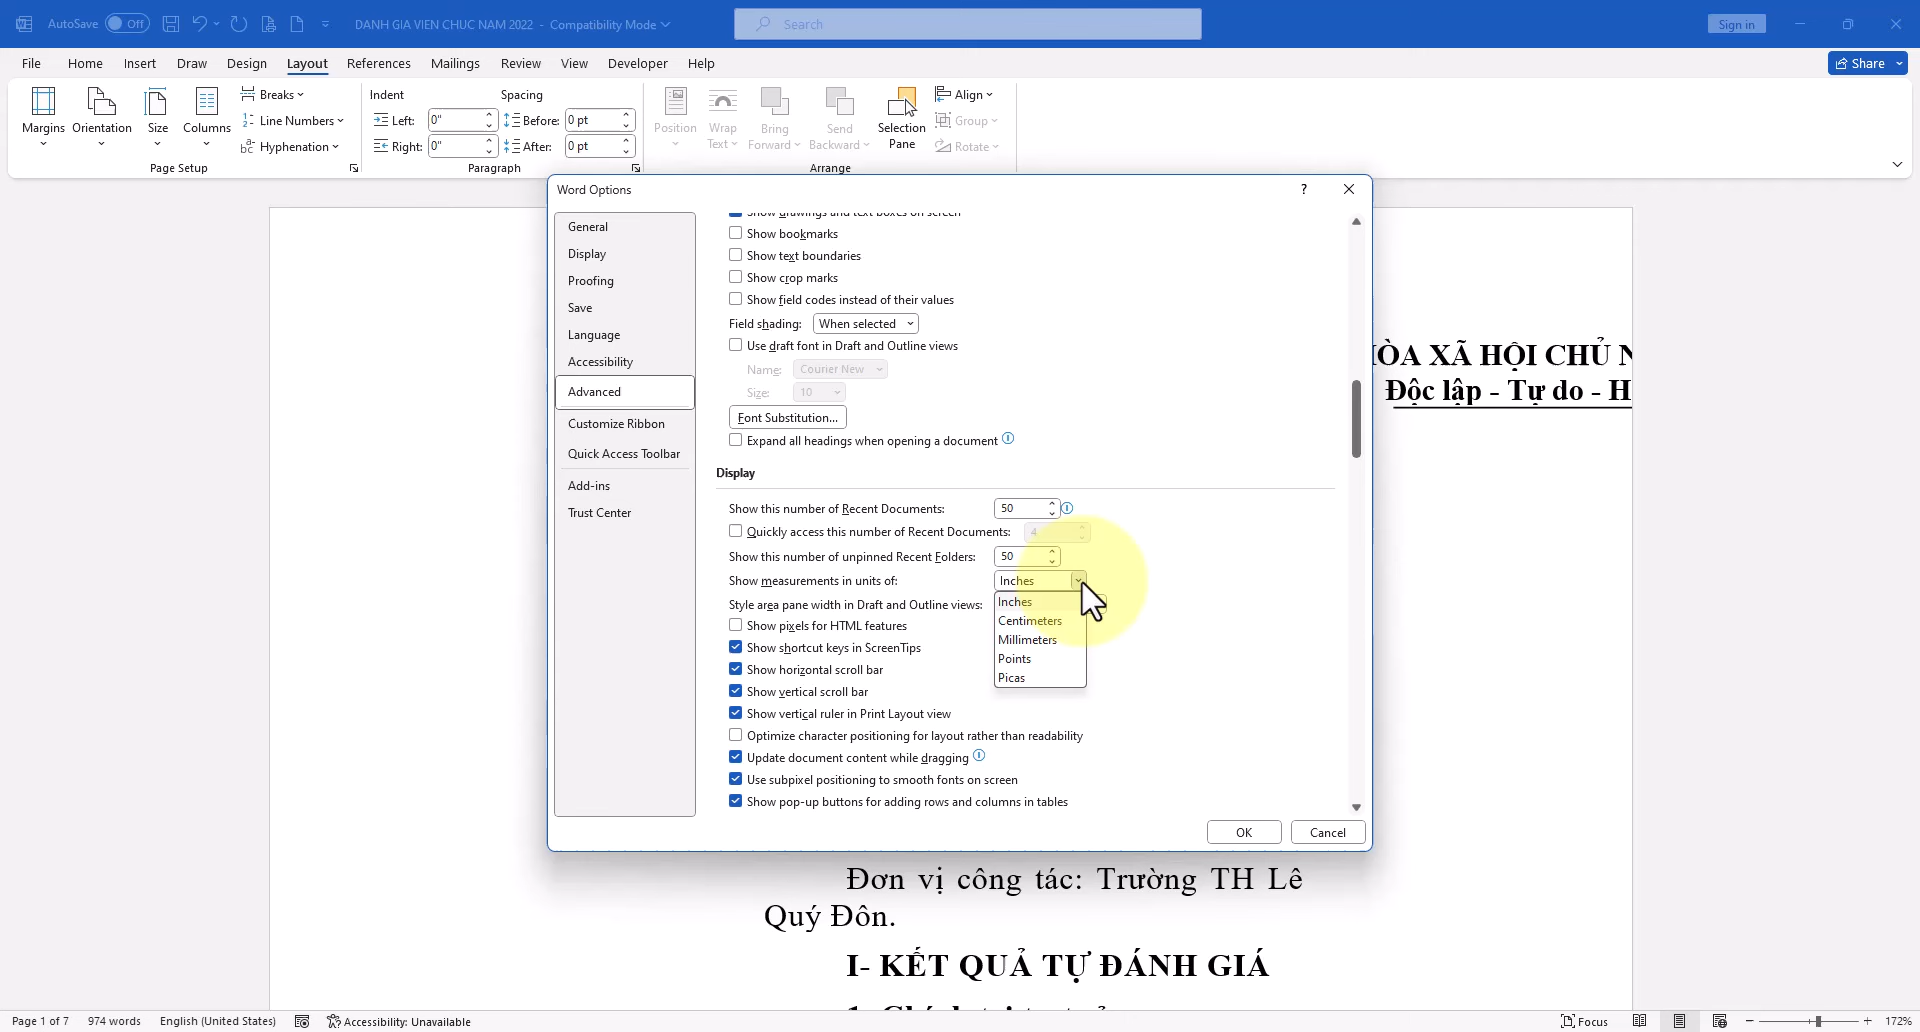 AutoSave Off DANH GIA VIEN CHUC NAM 2022 - Compatibility Mode Search Sign in
File Home Insert Draw Design Layout References Mailings Review View Developer Help Share
Margins Orientation Size Columns
Breaks
Line Numbers
Hyphenation
Page Setup
Indent Spacing
Left: 0" Before: 0 pt
Right: 0" After: 0 pt
Paragraph
Position
Wrap Text
Bring Forward
Send Backward
Selection Pane
Align
Group
Rotate
Arrange
Word Options ?
General
Display
Proofing
Save
Language
Accessibility
Advanced
Customize Ribbon
Quick Access Toolbar
Add-ins
Trust Center
Show drawings and text boxes on screen
Show bookmarks
Show text boundaries
Show crop marks
Show field codes instead of their values
Field shading: When selected
Use draft font in Draft and Outline views
Name: Courier New
Size: 10
Font Substitution...
Expand all headings when opening a document
Display
Show this number of Recent Documents: 50
Quickly access this number of Recent Documents: 4
Show this number of unpinned Recent Folders: 50
Show measurements in units of: Inches
Inches
Centimeters
Millimeters
Points
Picas
Style area pane width in Draft and Outline views:
Show pixels for HTML features
Show shortcut keys in ScreenTips
Show horizontal scroll bar
Show vertical scroll bar
Show vertical ruler in Print Layout view
Optimize character positioning for layout rather than readability
Update document content while dragging
Use subpixel positioning to smooth fonts on screen
Show pop-up buttons for adding rows and columns in tables
OK Cancel
ÒA XÃ HỘI CHỦ N
Độc lập - Tự do - H
Đơn vị công tác: Trường TH Lê
Quý Đôn.
I- KẾT QUẢ TỰ ĐÁNH GIÁ
Page 1 of 7 974 words English (United States) Accessibility: Unavailable Focus 172%